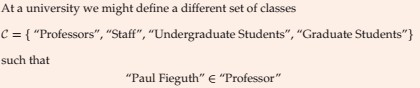 At a university we might define a different set of classes
𝒞 = { “Professors”, “Staff”, “Undergraduate Students”, “Graduate Students”}
such that
“Paul Fieguth” ∈ “Professor”